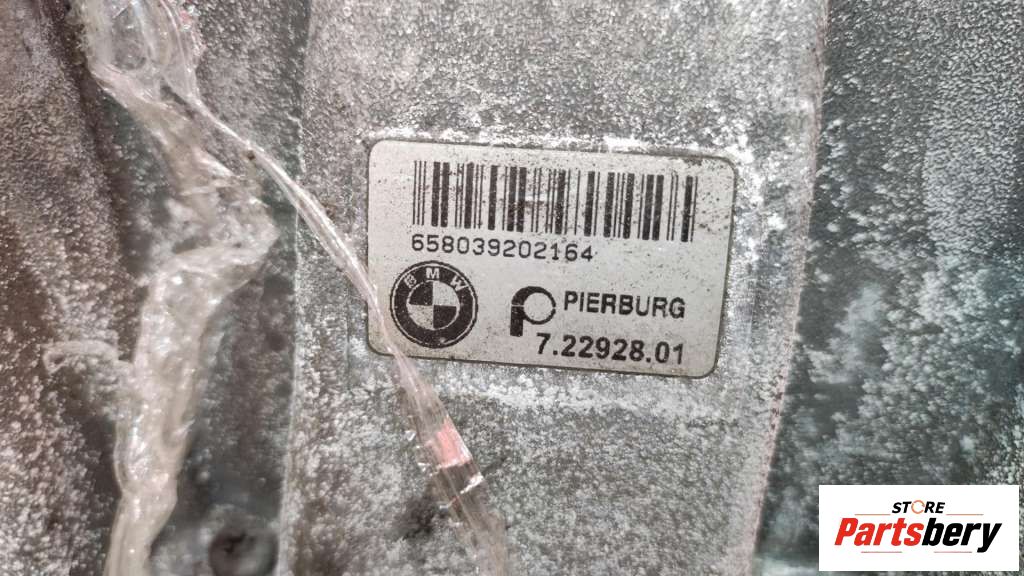 658039202164
BMW
PIERBURG
7.22928.01
STORE
Partsbery